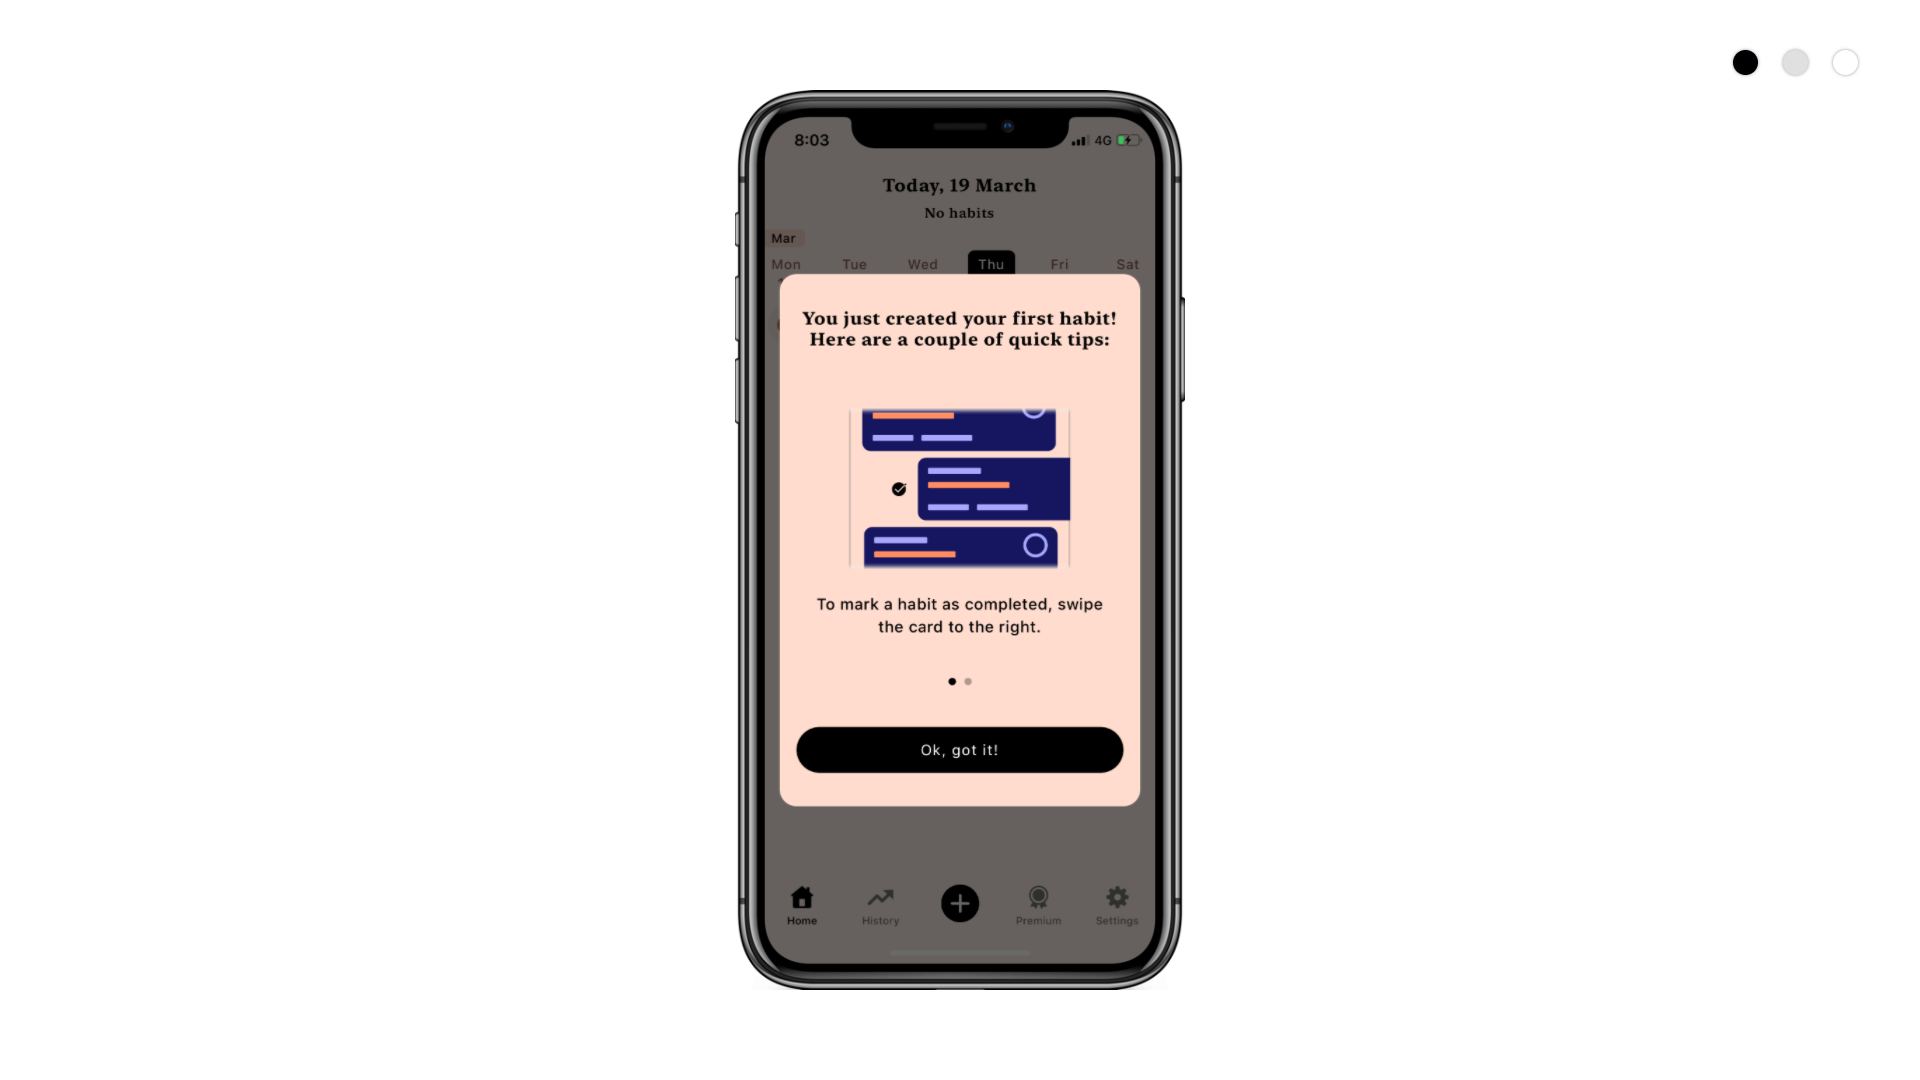 8:03
4G
Today, 19 March
No habits
Mar
Mon Tue Wed Thu Fri Sat
You just created your first habit!
Here are a couple of quick tips:
To mark a habit as completed, swipe
the card to the right.
Ok, got it!
Home History Premium Settings